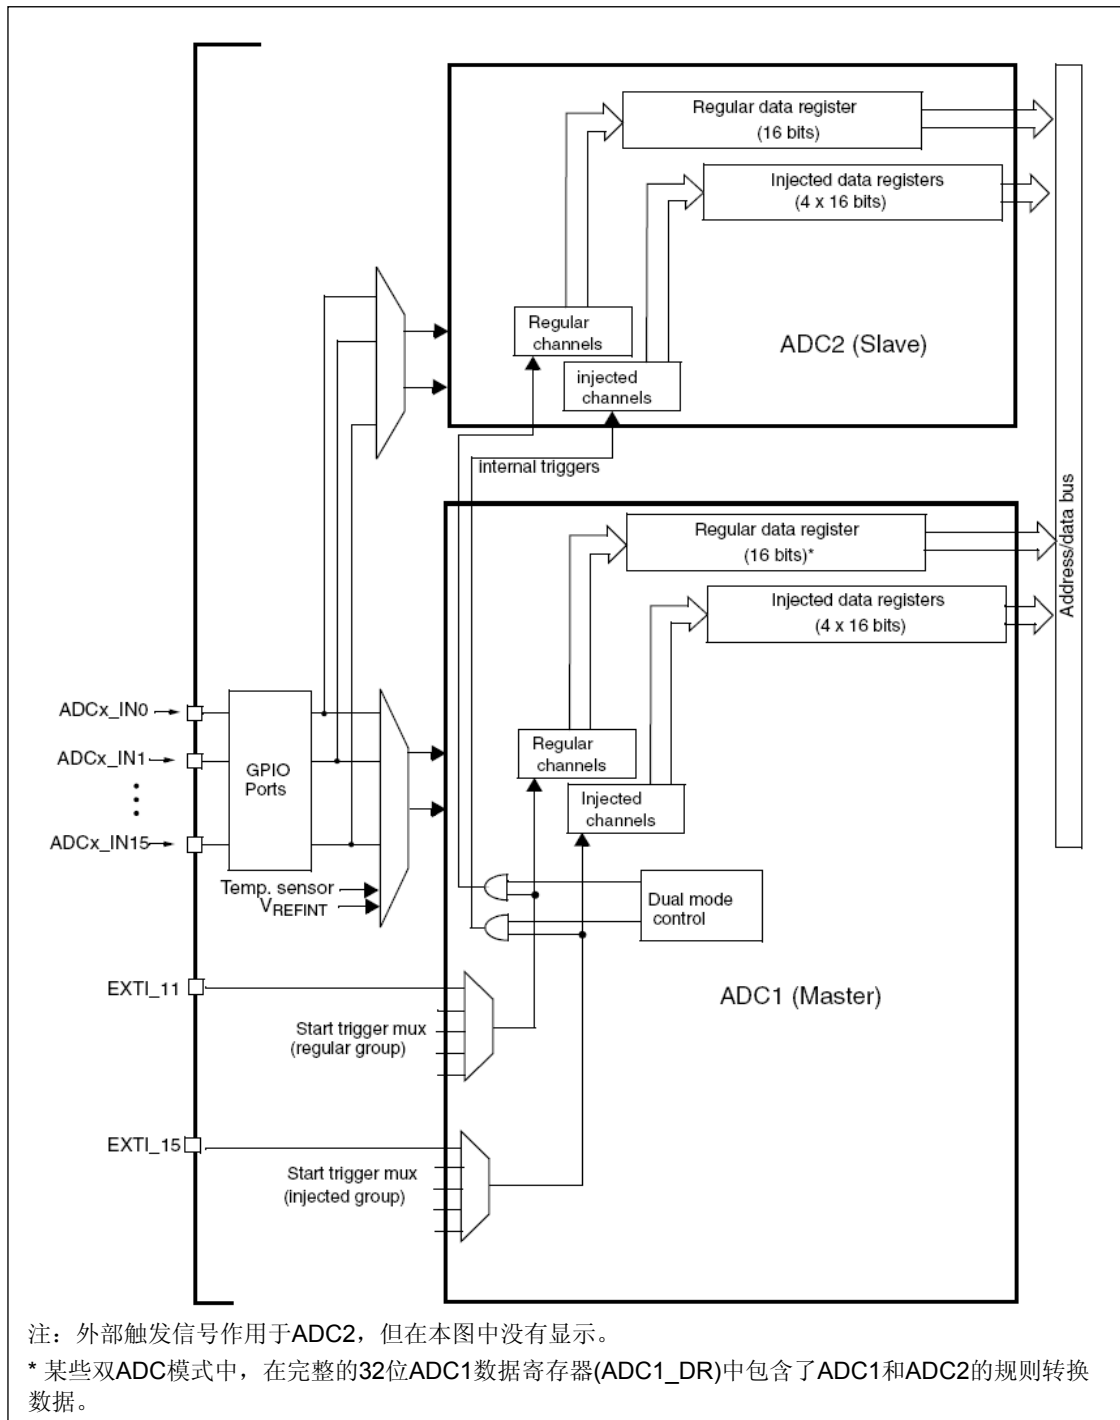 Regular data register
(16 bits)
Injected data registers
(4 x 16 bits)
Regular
channels
injected
channels
ADC2 (Slave)
internal triggers
Address/data bus
Regular data register
(16 bits)*
Injected data registers
(4 x 16 bits)
ADCx_IN0
ADCx_IN1
ADCx_IN15
GPIO
Ports
Temp. sensor
VREFINT
Regular
channels
Injected
channels
Dual mode
control
ADC1 (Master)
EXTI_11
Start trigger mux
(regular group)
EXTI_15
Start trigger mux
(injected group)
注：外部触发信号作用于ADC2，但在本图中没有显示。
* 某些双ADC模式中，在完整的32位ADC1数据寄存器(ADC1_DR)中包含了ADC1和ADC2的规则转换
数据。